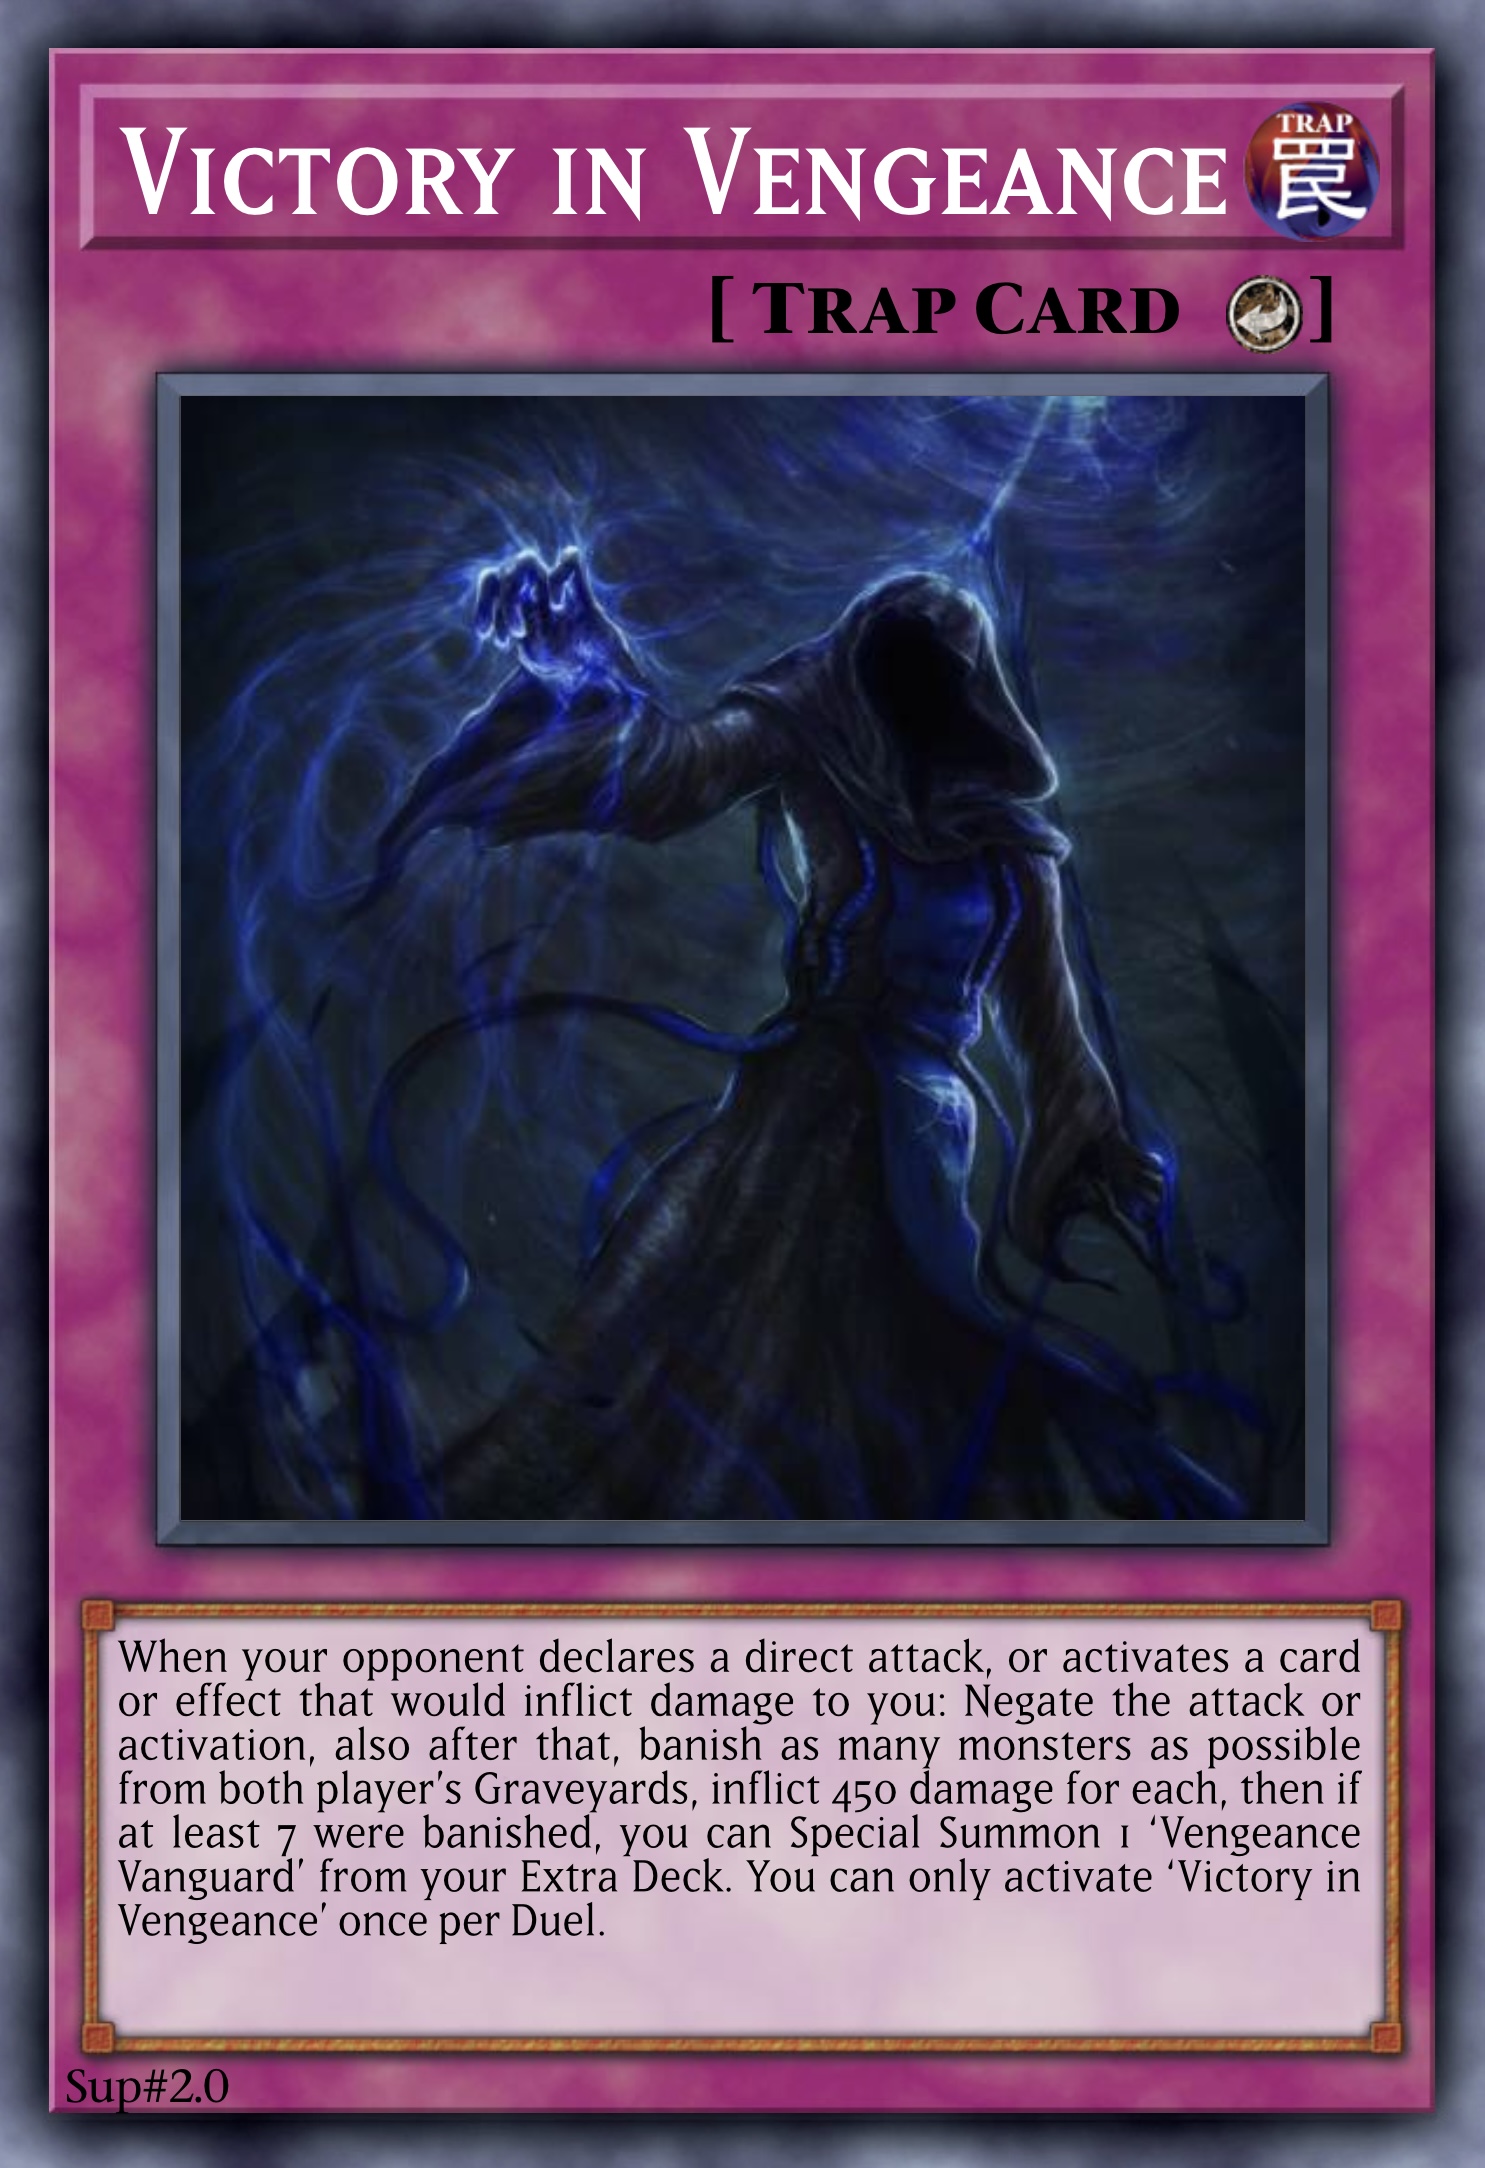 Victory in Vengeance
TRAP
罠
[ Trap Card ]
When your opponent declares a direct attack, or activates a card
or effect that would inflict damage to you: Negate the attack or
activation, also after that, banish as many monsters as possible
from both player's Graveyards, inflict 450 damage for each, then if
at least 7 were banished, you can Special Summon 1 ‘Vengeance
Vanguard' from your Extra Deck. You can only activate ‘Victory in
Vengeance' once per Duel.
Sup#2.0